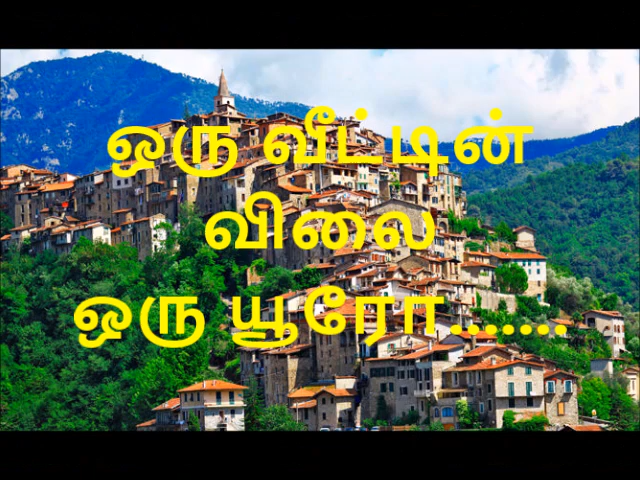 ஒரு வீட்டின்
விலை
ஒரு யூரோ.......